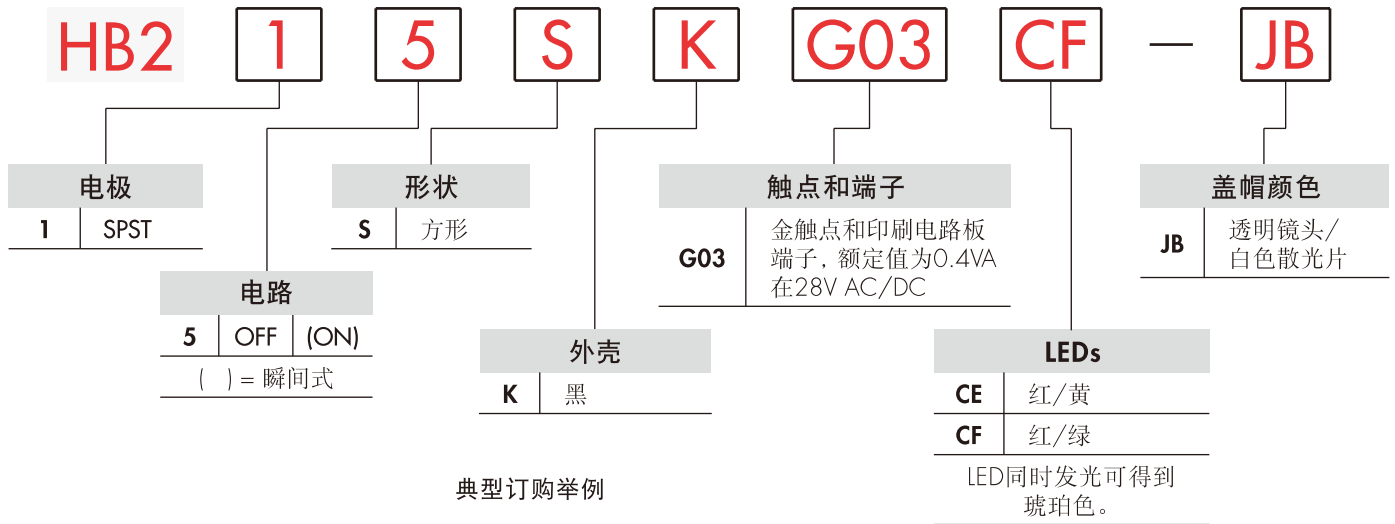 HB2 1 5 S K G03 CF — JB
电极
1 SPST
电路
5 OFF (ON)
( ) = 瞬间式
形状
S 方形
外壳
K 黑
触点和端子
G03 金触点和印刷电路板
端子，额定值为0.4VA
在28V AC/DC
LEDs
CE 红/黄
CF 红/绿
LED同时发光可得到
琥珀色。
盖帽颜色
JB 透明镜头/
白色散光片
典型订购举例